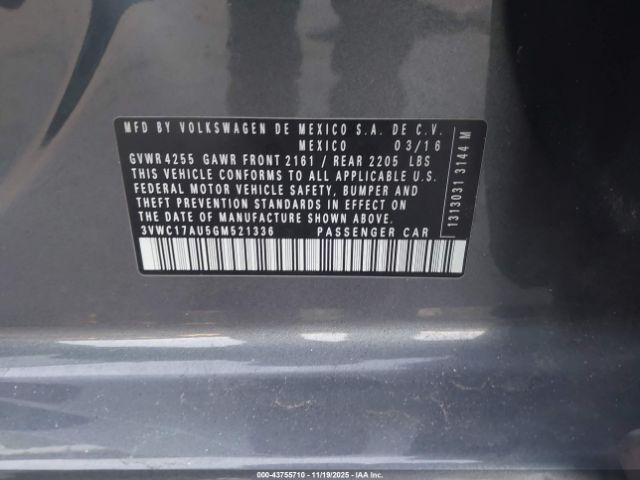 MFD BY VOLKSWAGEN DE MEXICO S.A. DE C.V.
MEXICO 03/16
GVWR 4255 GAWR FRONT 2161 / REAR 2205 LBS
THIS VEHICLE CONFORMS TO ALL APPLICABLE U.S.
FEDERAL MOTOR VEHICLE SAFETY, BUMPER AND
THEFT PREVENTION STANDARDS IN EFFECT ON
THE DATE OF MANUFACTURE SHOWN ABOVE.
3VWC17AU5GM521336 PASSENGER CAR
1313031 3144 M
00-43755710 - 11/19/2025 - IAA Inc.